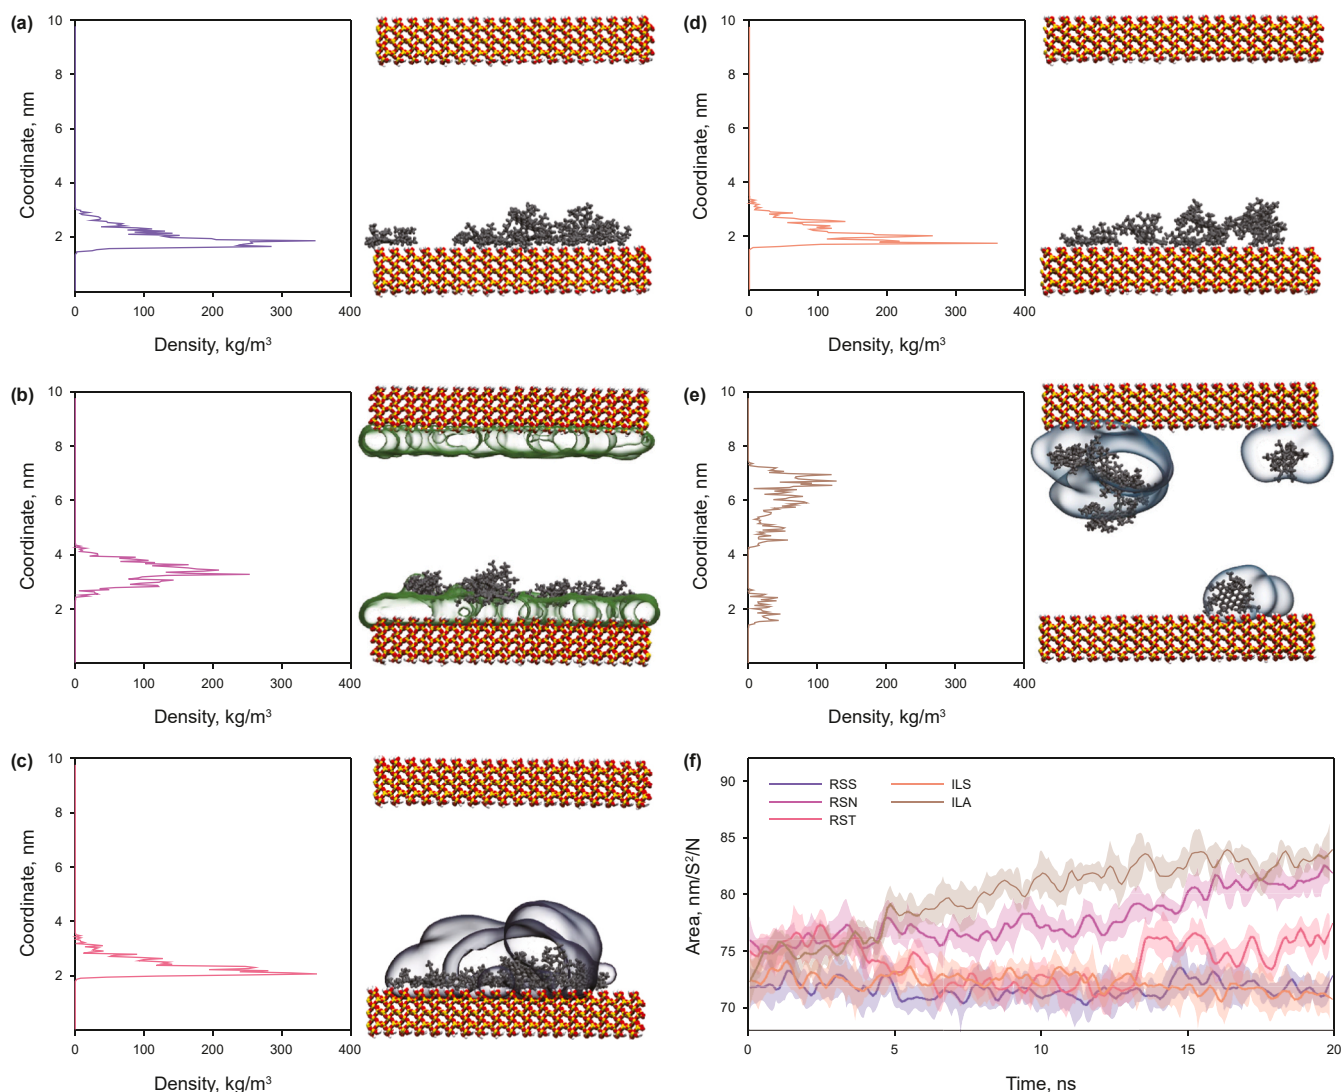 (a)
10
8
6
4
2
Coordinate, nm
0
100
200
300
400
Density, kg/m³
(d)
10
8
6
4
2
Coordinate, nm
0
100
200
300
400
Density, kg/m³
(b)
10
8
6
4
2
Coordinate, nm
0
100
200
300
400
Density, kg/m³
(e)
10
8
6
4
2
Coordinate, nm
0
100
200
300
400
Density, kg/m³
(c)
10
8
6
4
2
Coordinate, nm
0
100
200
300
400
Density, kg/m³
(f)
90
85
80
75
70
Area, nm/S²/N
RSS
RSN
RST
ILS
ILA
0
5
10
15
20
Time, ns